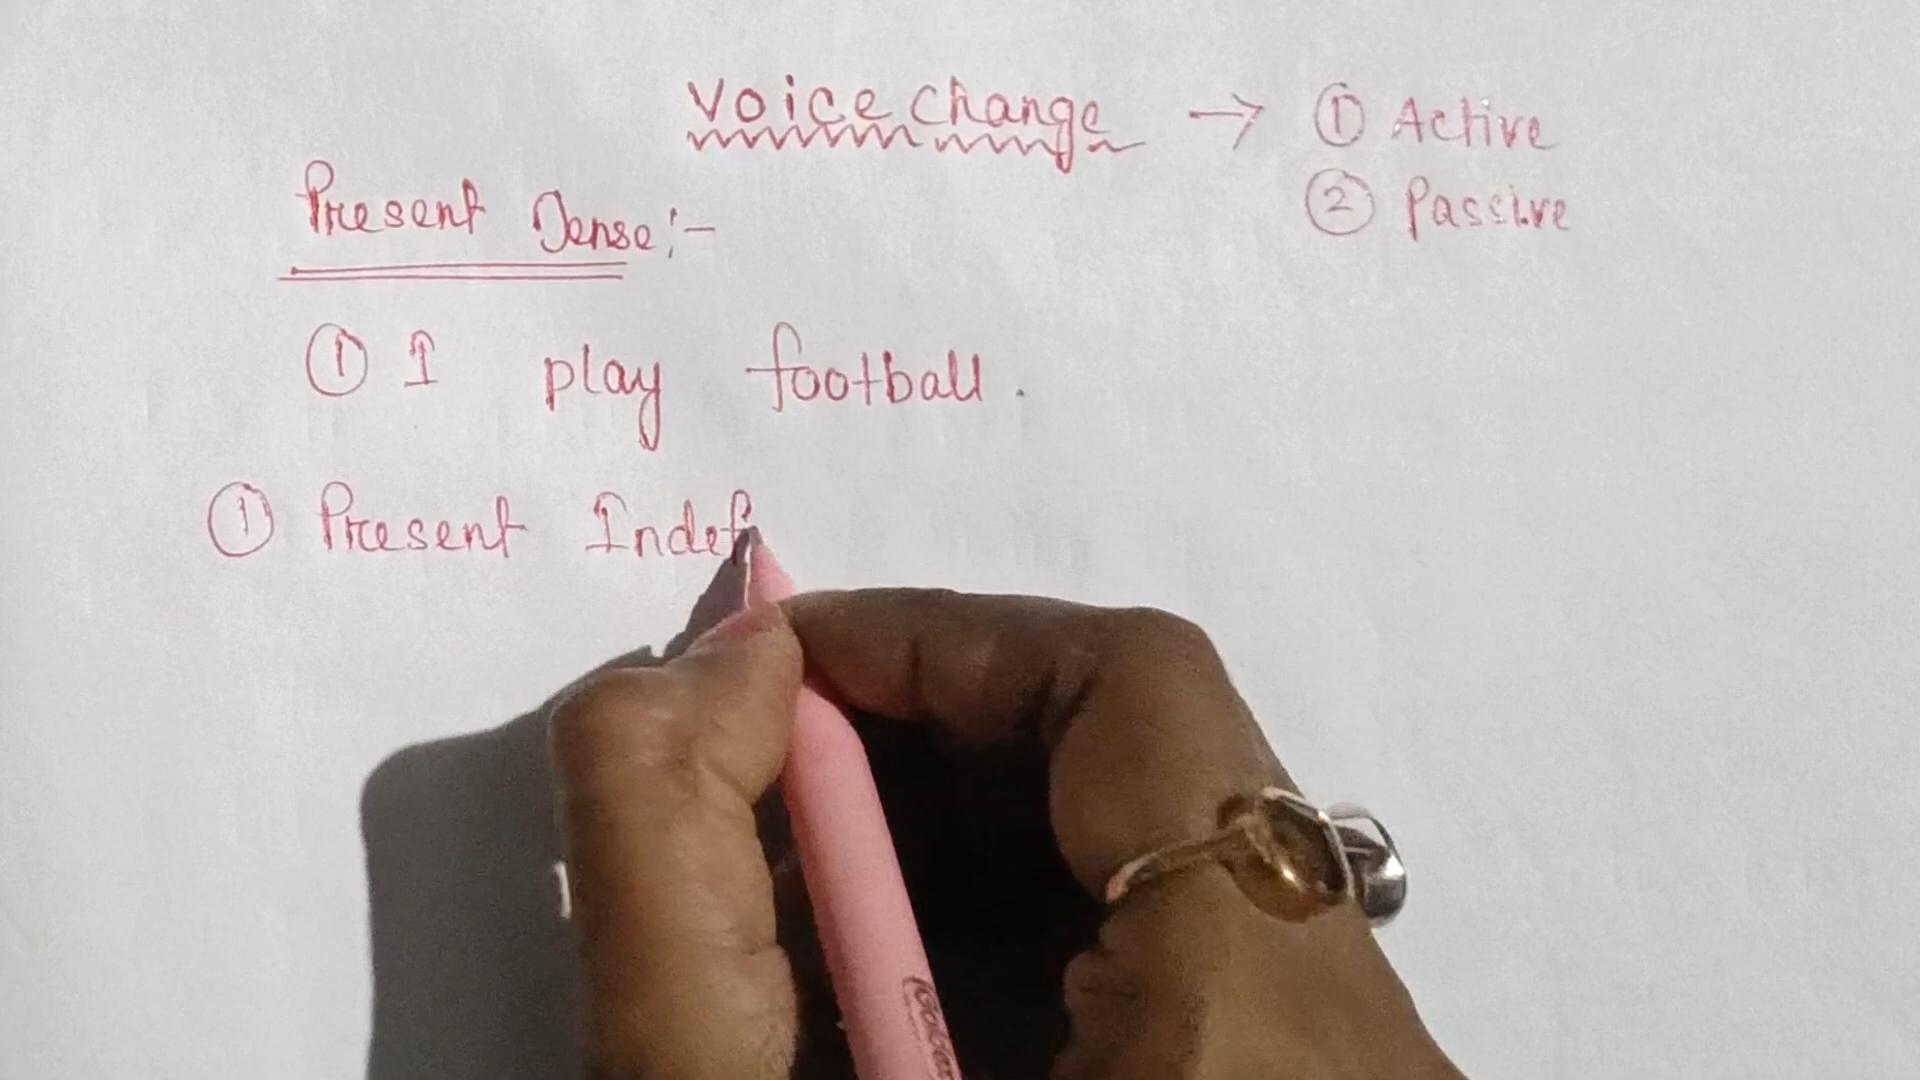 Voice change → ① Active
② Passive
Present Tense :-
① I play football .
① Present Indef